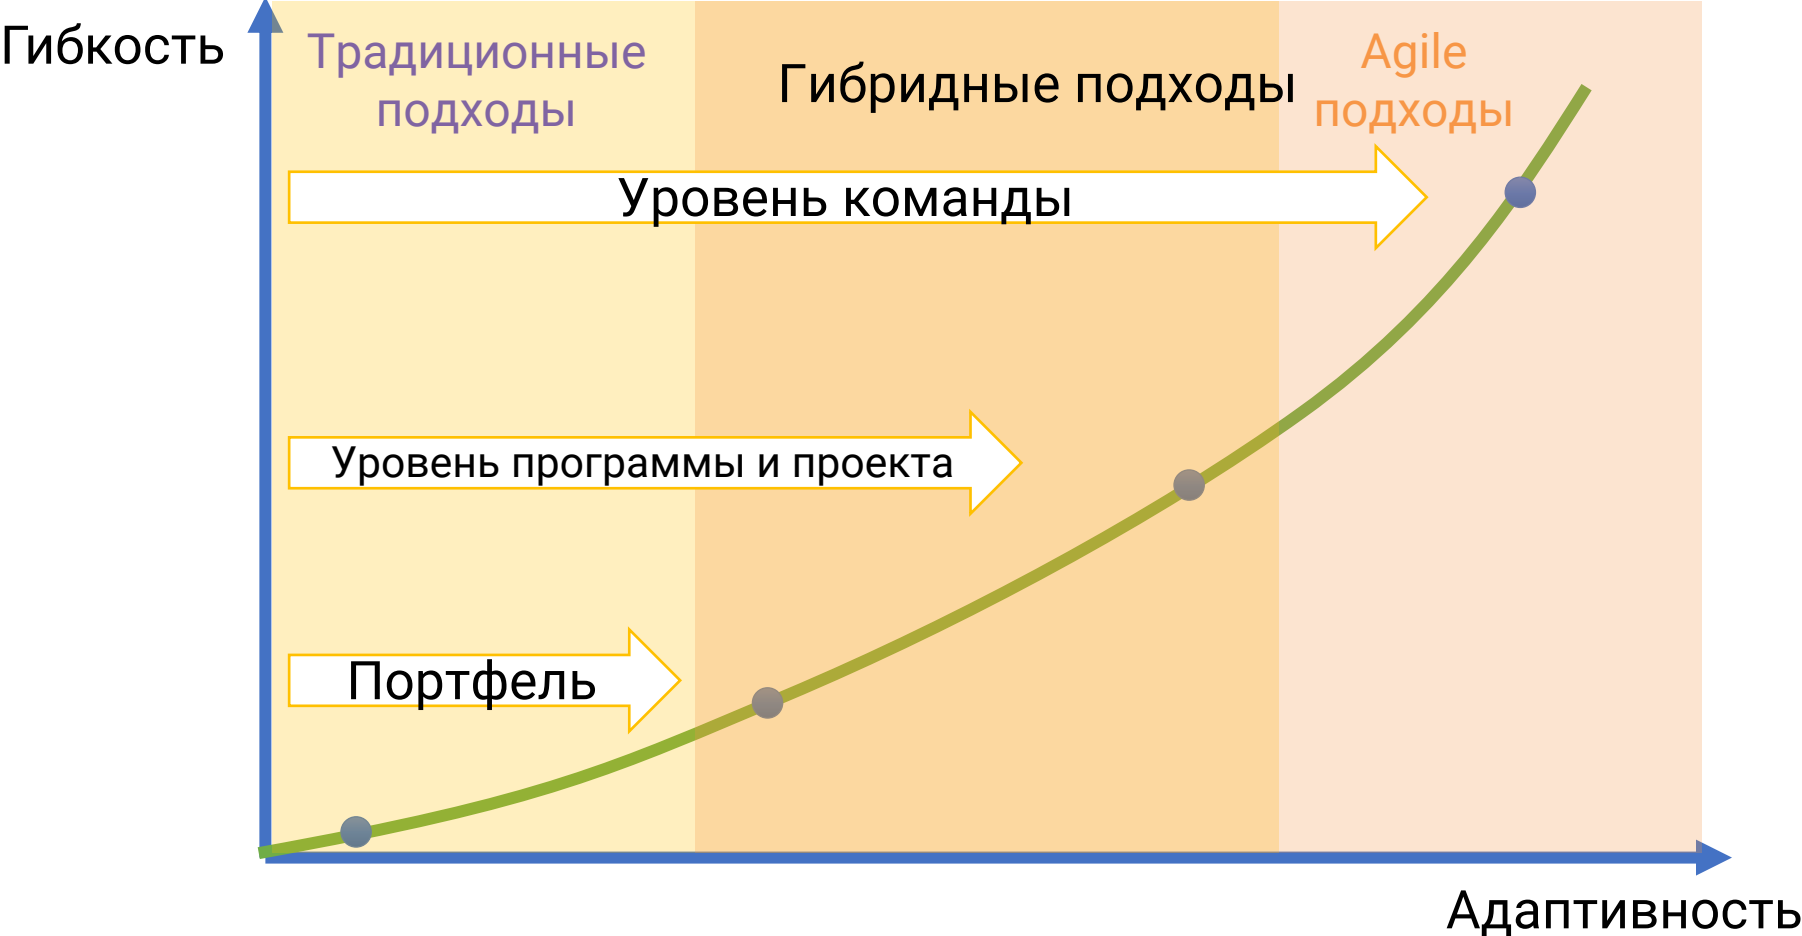 Гибкость
Традиционные
подходы
Гибридные подходы
Agile
подходы
Уровень команды
Уровень программы и проекта
Портфель
Адаптивность